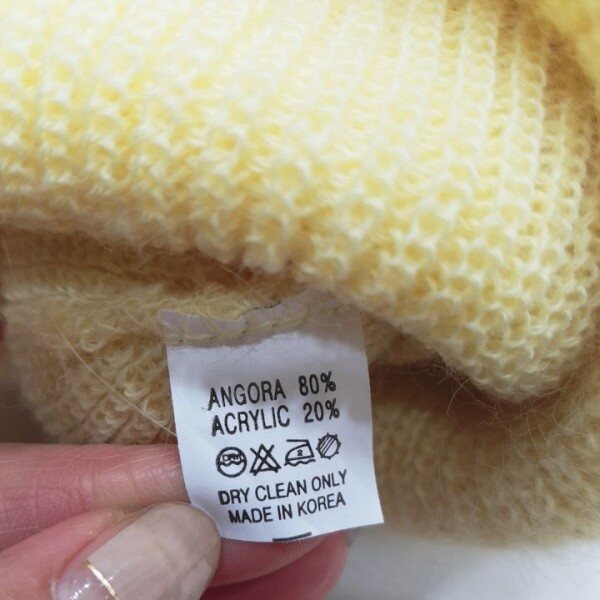 ANGORA 80%
ACRYLIC 20%
DRY CLEAN ONLY
MADE IN KOREA